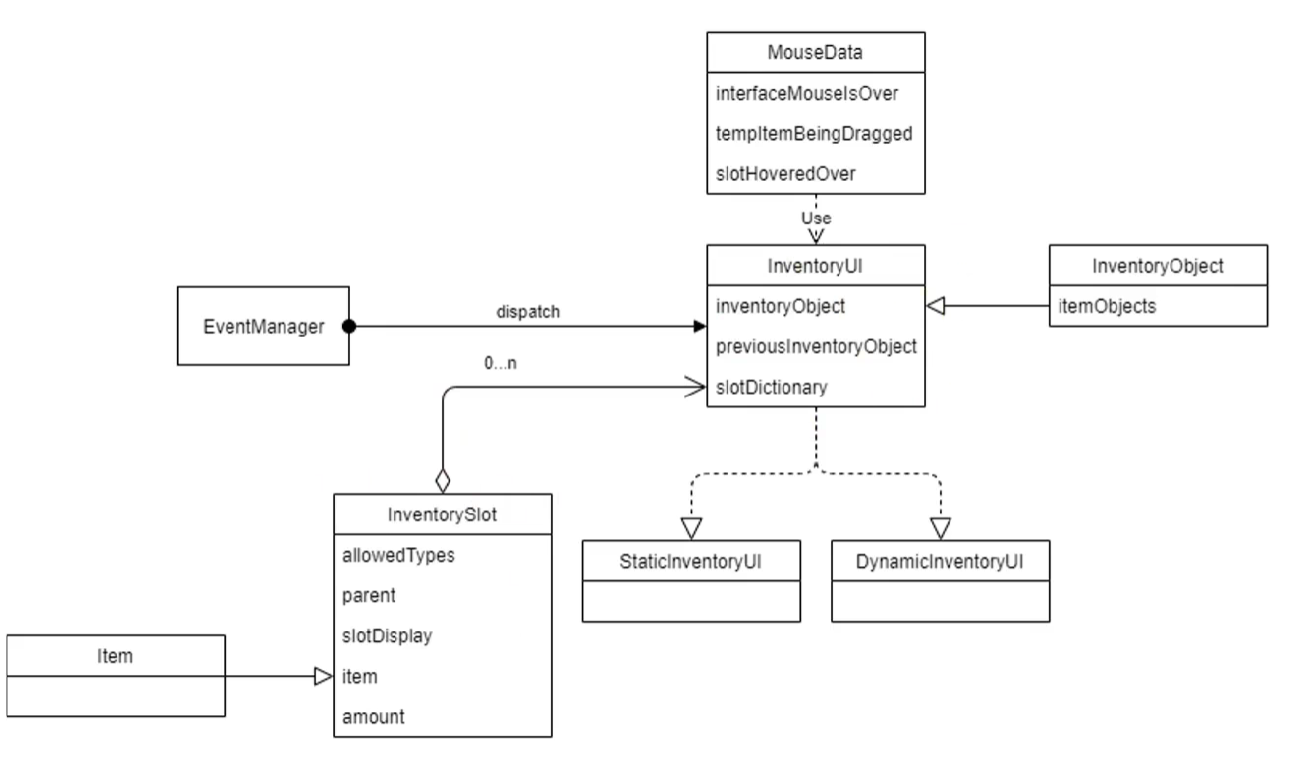 MouseData
interfaceMouseIsOver
tempItemBeingDragged
slotHoveredOver
Use
InventoryUI
inventoryObject
previousInventoryObject
slotDictionary
InventoryObject
itemObjects
EventManager
dispatch
0...n
InventorySlot
allowedTypes
parent
slotDisplay
item
amount
StaticInventoryUI
DynamicInventoryUI
Item